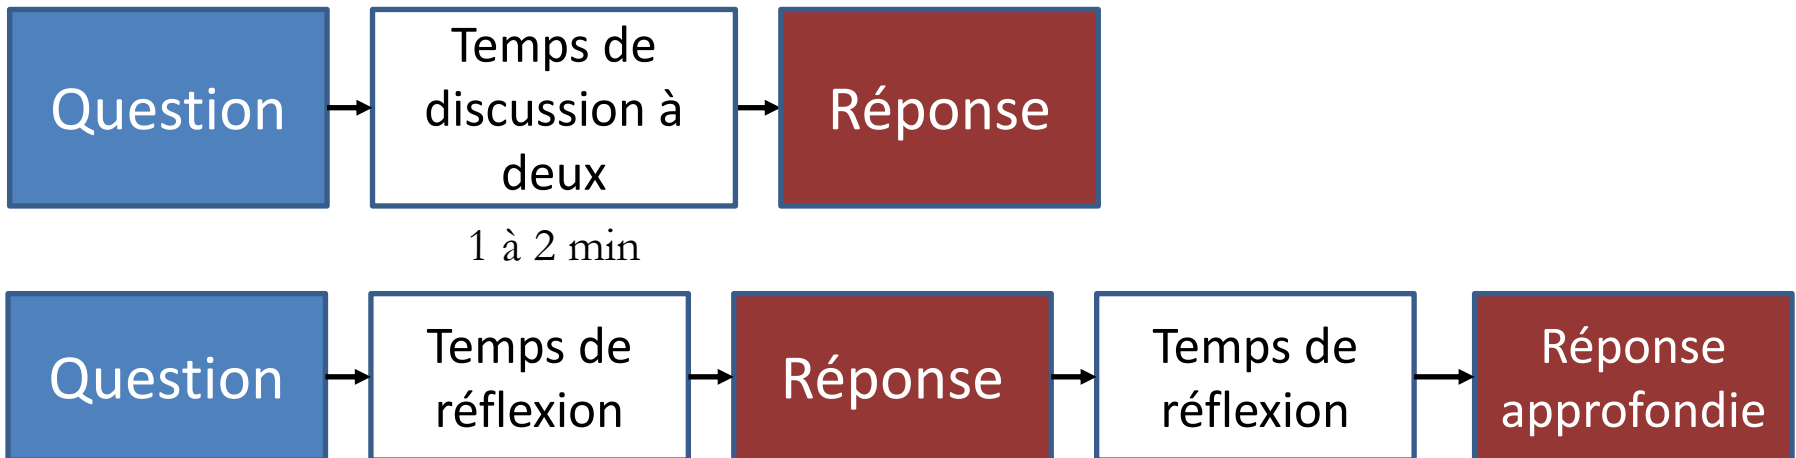 Question
Temps de
discussion à
deux
Réponse
1 à 2 min
Question
Temps de
réflexion
Réponse
Temps de
réflexion
Réponse
approfondie